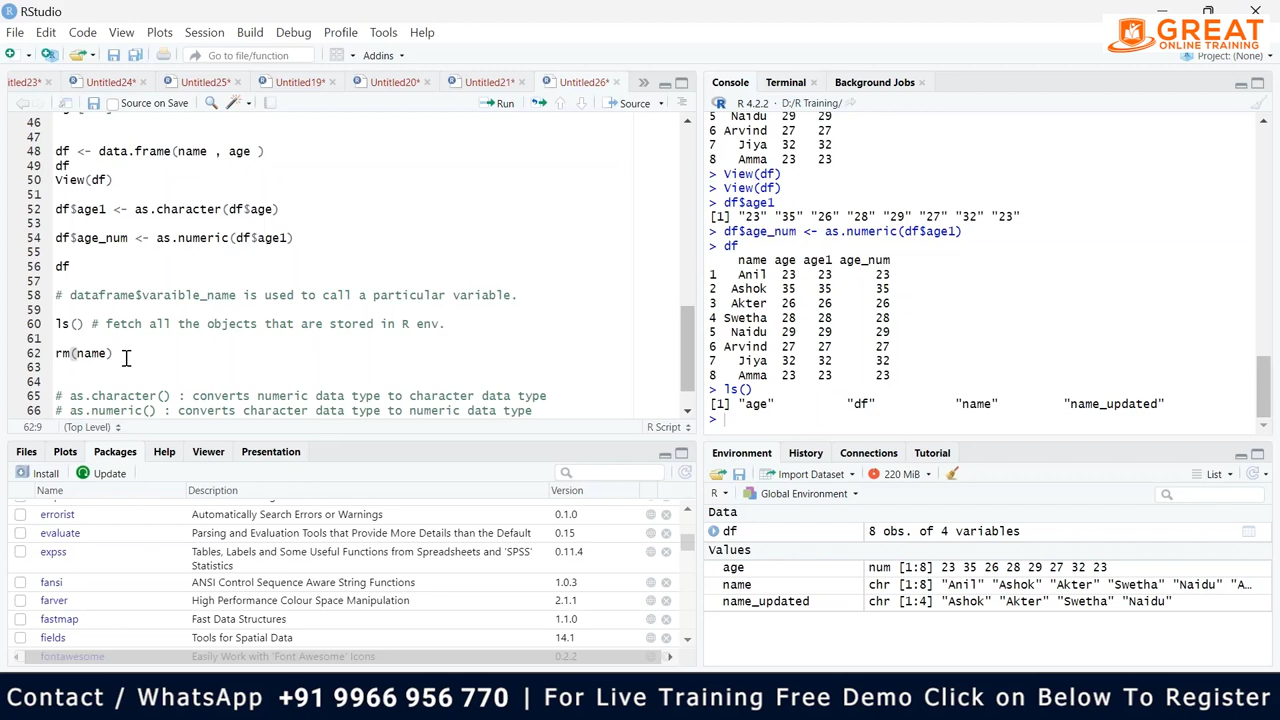 RStudio
GREAT
ONLINE TRAINING
File Edit Code View Plots Session Build Debug Profile Tools Help
Go to file/function Addins Project: (None)
itled23* Untitled24* Untitled25* Untitled19* Untitled20* Untitled21* Untitled26*
Source on Save Run Source
46
47
48 df <- data.frame(name , age )
49 df
50 View(df)
51
52 df$age1 <- as.character(df$age)
53
54 df$age_num <- as.numeric(df$age1)
55
56 df
57
58 # dataframe$varaible_name is used to call a particular variable.
59
60 ls() # fetch all the objects that are stored in R env.
61
62 rm(name)
63
64
65 # as.character() : converts numeric data type to character data type
66 # as.numeric() : converts character data type to numeric data type
62:9 (Top Level) R Script
Console Terminal Background Jobs
R 4.2.2 · D:/R Training/
5 Naidu 29 29
6 Arvind 27 27
7 Jiya 32 32
8 Amma 23 23
> View(df)
> View(df)
> df$age1
[1] "23" "35" "26" "28" "29" "27" "32" "23"
> df$age_num <- as.numeric(df$age1)
> df
name age age1 age_num
1 Anil 23 23 23
2 Ashok 35 35 35
3 Akter 26 26 26
4 Swetha 28 28 28
5 Naidu 29 29 29
6 Arvind 27 27 27
7 Jiya 32 32 32
8 Amma 23 23 23
> ls()
[1] "age" "df" "name" "name_updated"
>
Files Plots Packages Help Viewer Presentation
Install Update
Name Description Version
errorist Automatically Search Errors or Warnings 0.1.0
evaluate Parsing and Evaluation Tools that Provide More Details than the Default 0.15
expss Tables, Labels and Some Useful Functions from Spreadsheets and 'SPSS' 0.11.4
Statistics
fansi ANSI Control Sequence Aware String Functions 1.0.3
farver High Performance Colour Space Manipulation 2.1.1
fastmap Fast Data Structures 1.1.0
fields Tools for Spatial Data 14.1
fontawesome Easily Work with 'Font Awesome' Icons 0.2.2
Environment History Connections Tutorial
Import Dataset 220 MiB List
R Global Environment
Data
df 8 obs. of 4 variables
Values
age num [1:8] 23 35 26 28 29 27 32 23
name chr [1:8] "Anil" "Ashok" "Akter" "Swetha" "Naidu" "A...
name_updated chr [1:4] "Ashok" "Akter" "Swetha" "Naidu"
Contact / WhatsApp +91 9966 956 770 | For Live Training Free Demo Click on Below To Register